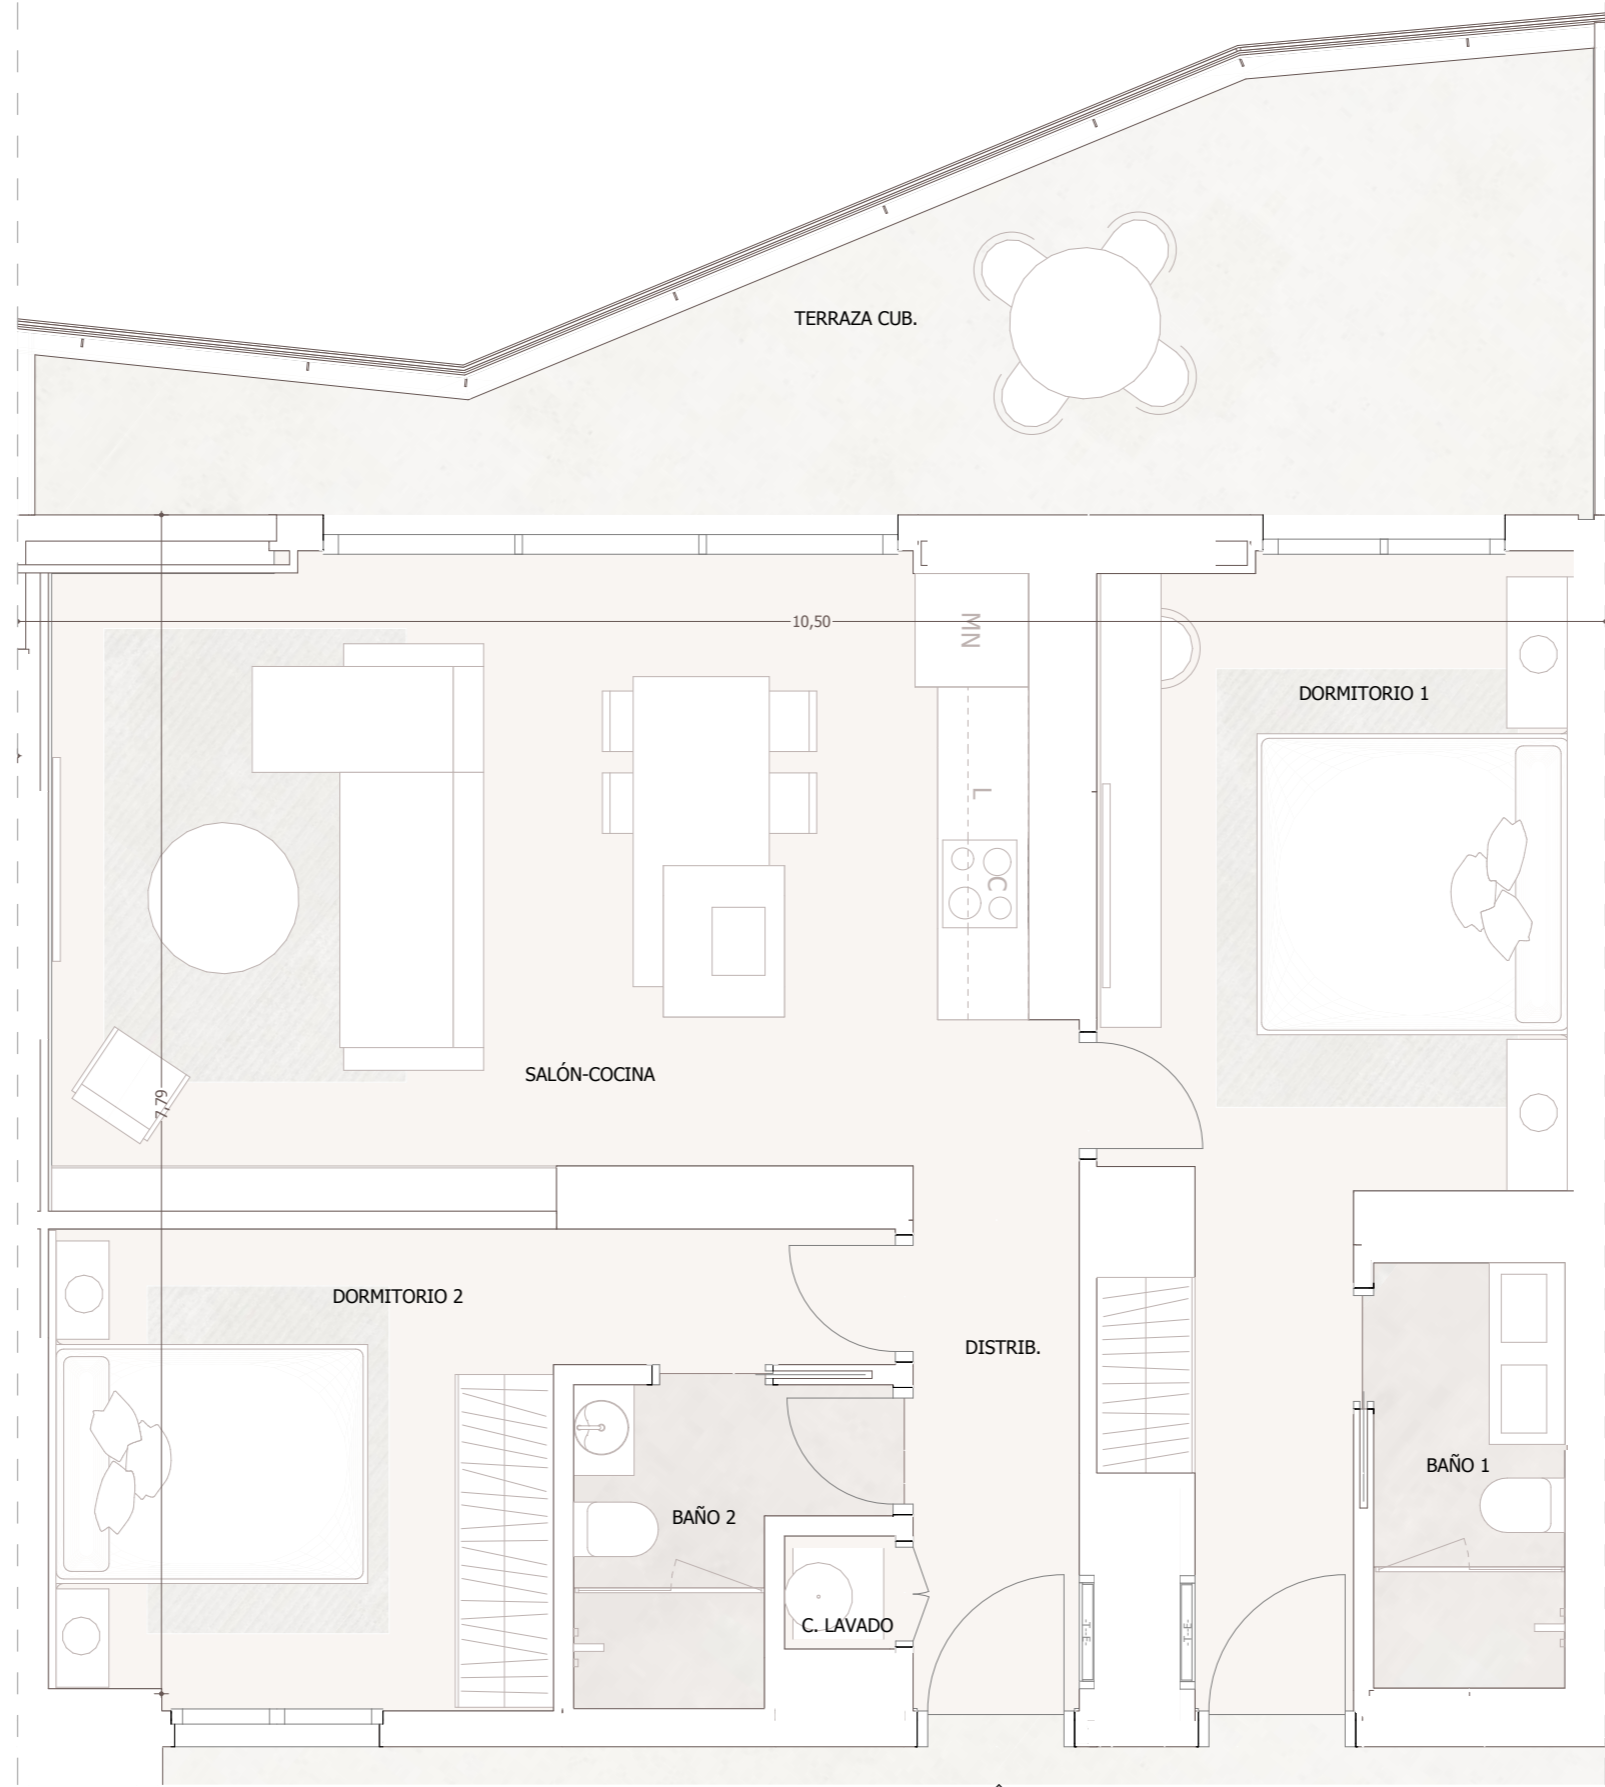 TERRAZA CUB.
10,50
MN
DORMITORIO 1
L
C
SALÓN-COCINA
7,79
DORMITORIO 2
DISTRIB.
BAÑO 1
BAÑO 2
C. LAVADO
-T-E-
-T-E-